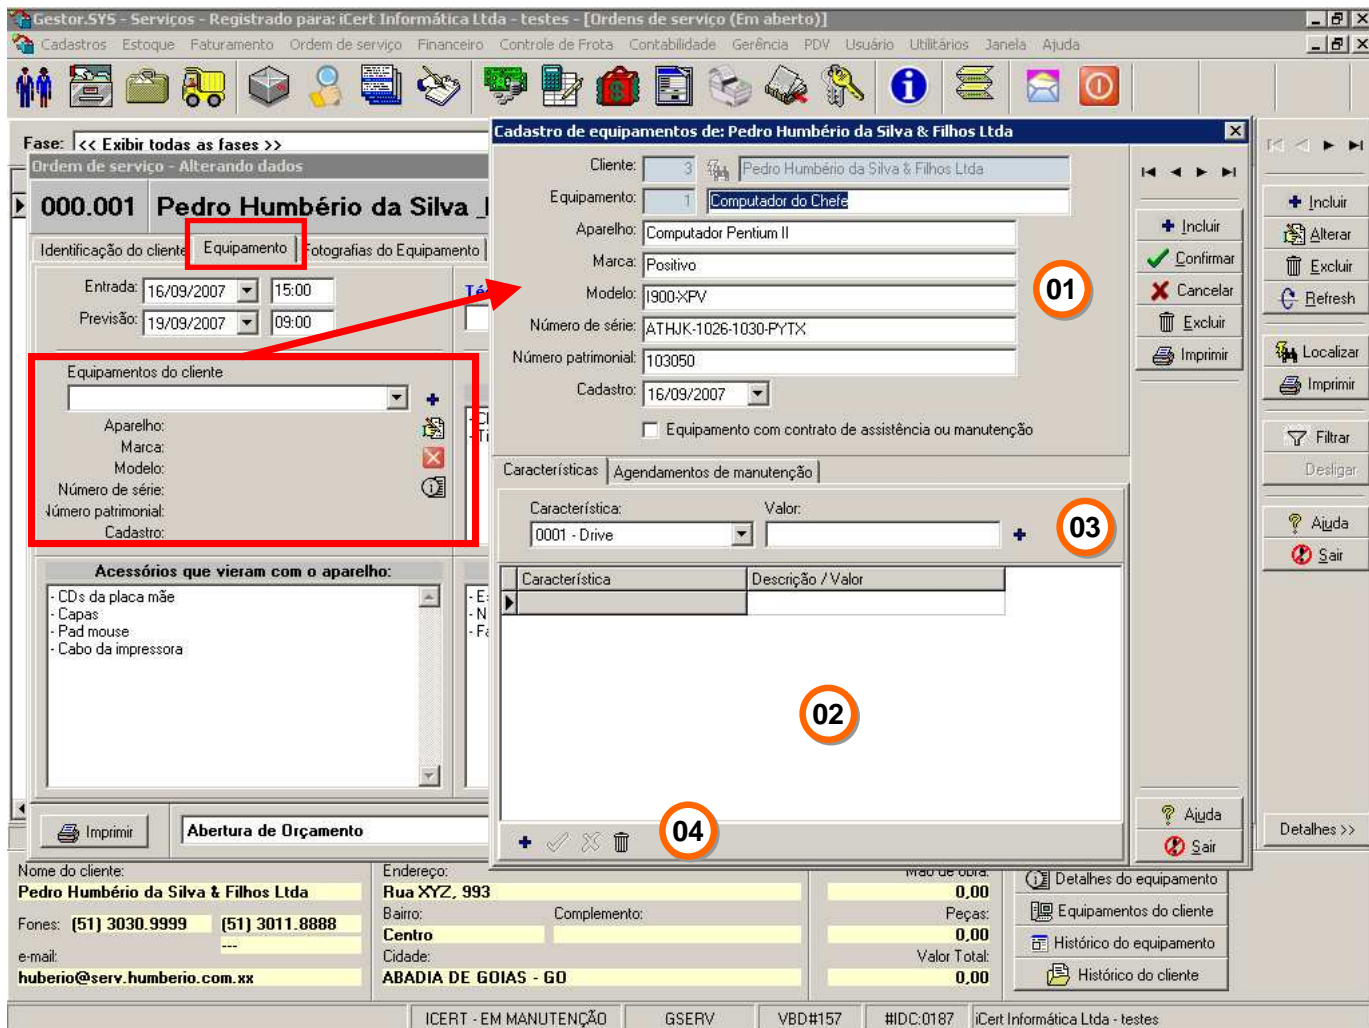 Gestor.SYS - Serviços - Registrado para: iCert Informática Ltda - testes - [Ordens de serviço (Em aberto)]
Cadastros Estoque Faturamento Ordem de serviço Financeiro Controle de Frota Contabilidade Gerência PDV Usuário Utilitários Janela Ajuda
Fase: << Exibir todas as fases >>
Ordem de serviço - Alterando dados
000.001 Pedro Humbério da Silva
Identificação do cliente Equipamento Fotografias do Equipamento
Entrada: 16/09/2007 15:00
Previsão: 19/09/2007 09:00
Equipamentos do cliente
Aparelho:
Marca:
Modelo:
Número de série:
Número patrimonial:
Cadastro:
Acessórios que vieram com o aparelho:
- CDs da placa mãe
- Capas
- Pad mouse
- Cabo da impressora
Imprimir
Abertura de Orçamento
Cadastro de equipamentos de: Pedro Humbério da Silva & Filhos Ltda
Cliente: 3 Pedro Humbério da Silva & Filhos Ltda
Equipamento: 1 Computador do Chefe
Aparelho: Computador Pentium II
Marca: Positivo
Modelo: I900-XPV
Número de série: ATHJK-1026-1030-PYTX
Número patrimonial: 103050
Cadastro: 16/09/2007
Equipamento com contrato de assistência ou manutenção
01
Características Agendamentos de manutenção
Característica: Valor:
0001 - Drive
03
Característica Descrição / Valor
02
04
Incluir
Confirmar
Cancelar
Excluir
Imprimir
Ajuda
Sair
Incluir
Alterar
Excluir
Refresh
Localizar
Imprimir
Filtrar
Desligar
Ajuda
Sair
Detalhes >>
Nome do cliente:
Pedro Humbério da Silva & Filhos Ltda
Fones: (51) 3030.9999 (51) 3011.8888
---
e-mail:
huberio@serv.humberio.com.xx
Endereço:
Rua XYZ, 993
Bairro: Complemento:
Centro
Cidade:
ABADIA DE GOIAS - GO
Mão de obra:
0,00
Peças:
0,00
Valor Total:
0,00
Detalhes do equipamento
Equipamentos do cliente
Histórico do equipamento
Histórico do cliente
ICERT - EM MANUTENÇÃO GSERV VBD#157 #IDC:0187 iCert Informática Ltda - testes